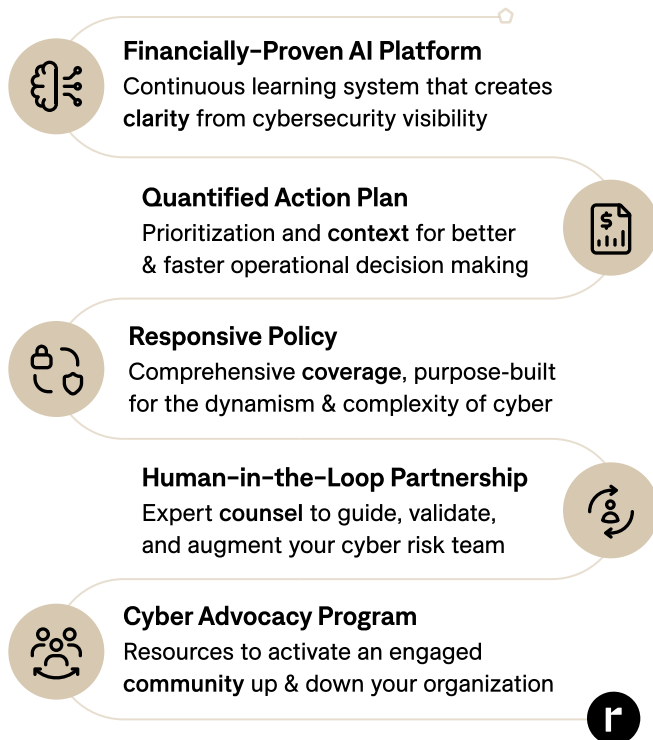 Financially-Proven AI Platform
Continuous learning system that creates
clarity from cybersecurity visibility
Quantified Action Plan
Prioritization and context for better
& faster operational decision making
$
Responsive Policy
Comprehensive coverage, purpose-built
for the dynamism & complexity of cyber
Human-in-the-Loop Partnership
Expert counsel to guide, validate,
and augment your cyber risk team
Cyber Advocacy Program
Resources to activate an engaged
community up & down your organization
r